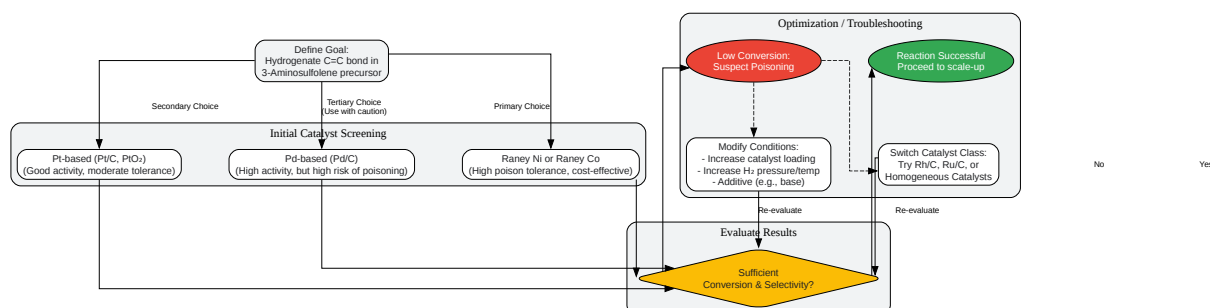 Optimization / Troubleshooting
Define Goal:
Hydrogenate C=C bond in
3-Aminosulfolene precursor
Low Conversion:
Suspect Poisoning
Reaction Successful
Proceed to scale-up
Secondary Choice
Tertiary Choice
(Use with caution)
Primary Choice
Initial Catalyst Screening
Pt-based (Pt/C, PtO₂)
(Good activity, moderate tolerance)
Pd-based (Pd/C)
(High activity, but high risk of poisoning)
Raney Ni or Raney Co
(High poison tolerance, cost-effective)
Modify Conditions:
- Increase catalyst loading
- Increase H₂ pressure/temp
- Additive (e.g., base)
Switch Catalyst Class:
Try Rh/C, Ru/C, or
Homogeneous Catalysts
No
Yes
Re-evaluate
Re-evaluate
Evaluate Results
Sufficient
Conversion & Selectivity?